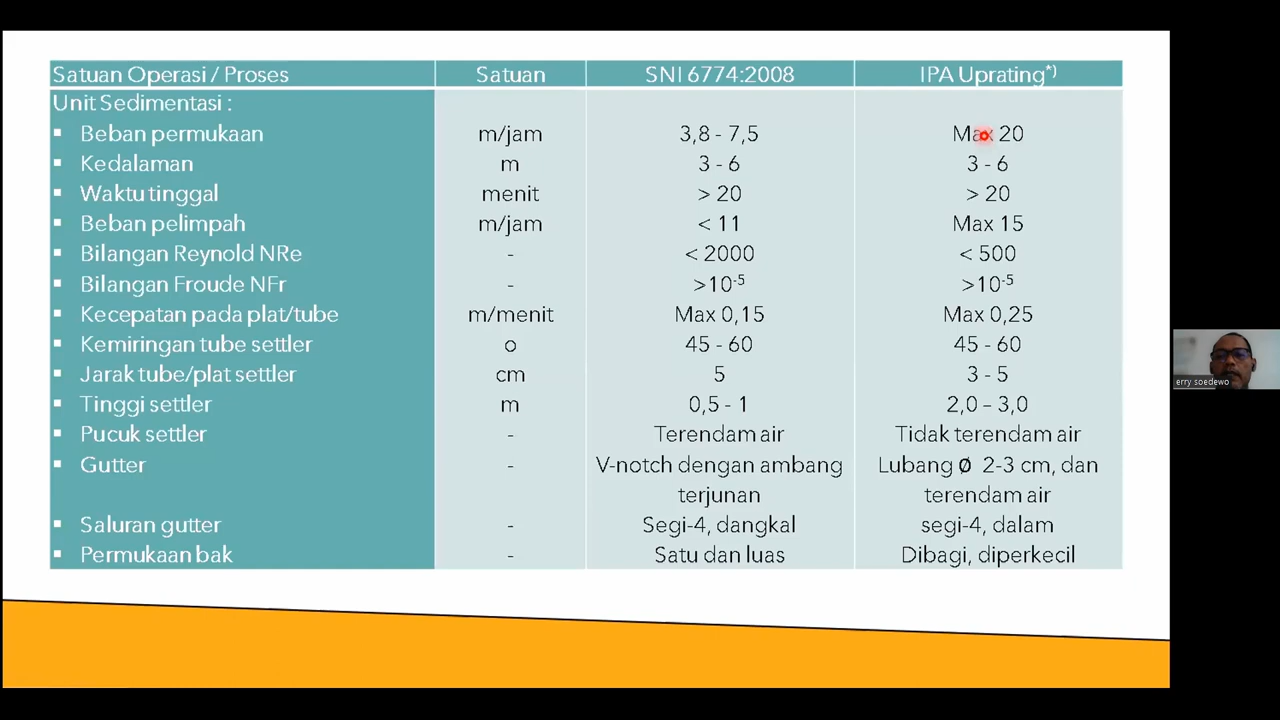 Satuan Operasi / Proses Satuan SNI 6774:2008 IPA Uprating*)
Unit Sedimentasi :
▪ Beban permukaan m/jam 3,8 - 7,5 Max 20
▪ Kedalaman m 3 - 6 3 - 6
▪ Waktu tinggal menit > 20 > 20
▪ Beban pelimpah m/jam < 11 Max 15
▪ Bilangan Reynold NRe - < 2000 < 500
▪ Bilangan Froude NFr - >10⁻⁵ >10⁻⁵
▪ Kecepatan pada plat/tube m/menit Max 0,15 Max 0,25
▪ Kemiringan tube settler o 45 - 60 45 - 60
▪ Jarak tube/plat settler cm 5 3 - 5
▪ Tinggi settler m 0,5 - 1 2,0 – 3,0
▪ Pucuk settler - Terendam air Tidak terendam air
▪ Gutter - V-notch dengan ambang Lubang Ø 2-3 cm, dan
terjunan terendam air
▪ Saluran gutter - Segi-4, dangkal segi-4, dalam
▪ Permukaan bak - Satu dan luas Dibagi, diperkecil
erry soedewo